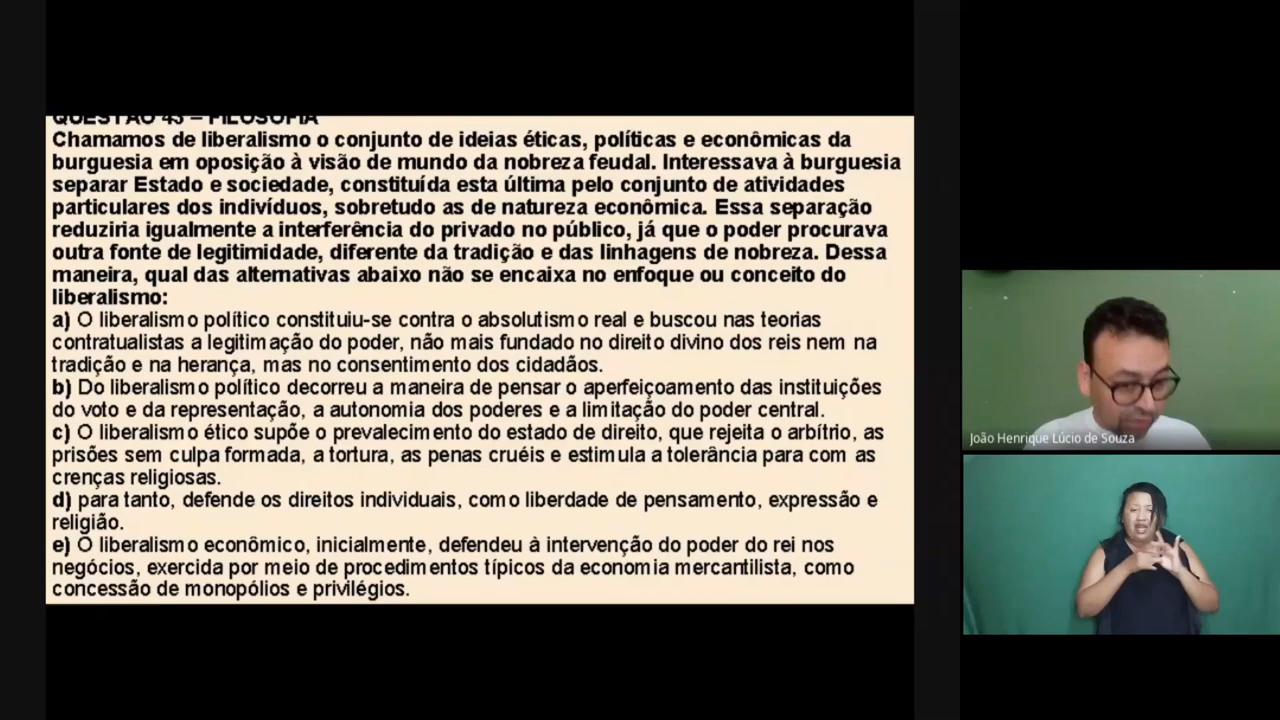 QUESTÃO 43 – FILOSOFIA
Chamamos de liberalismo o conjunto de ideias éticas, políticas e econômicas da
burguesia em oposição à visão de mundo da nobreza feudal. Interessava à burguesia
separar Estado e sociedade, constituída esta última pelo conjunto de atividades
particulares dos indivíduos, sobretudo as de natureza econômica. Essa separação
reduziria igualmente a interferência do privado no público, já que o poder procurava
outra fonte de legitimidade, diferente da tradição e das linhagens de nobreza. Dessa
maneira, qual das alternativas abaixo não se encaixa no enfoque ou conceito do
liberalismo:
a) O liberalismo político constituiu-se contra o absolutismo real e buscou nas teorias
contratualistas a legitimação do poder, não mais fundado no direito divino dos reis nem na
tradição e na herança, mas no consentimento dos cidadãos.
b) Do liberalismo político decorreu a maneira de pensar o aperfeiçoamento das instituições
do voto e da representação, a autonomia dos poderes e a limitação do poder central.
c) O liberalismo ético supõe o prevalecimento do estado de direito, que rejeita o arbítrio, as
prisões sem culpa formada, a tortura, as penas cruéis e estimula a tolerância para com as
crenças religiosas.
d) para tanto, defende os direitos individuais, como liberdade de pensamento, expressão e
religião.
e) O liberalismo econômico, inicialmente, defendeu à intervenção do poder do rei nos
negócios, exercida por meio de procedimentos típicos da economia mercantilista, como
concessão de monopólios e privilégios.
João Henrique Lúcio de Souza